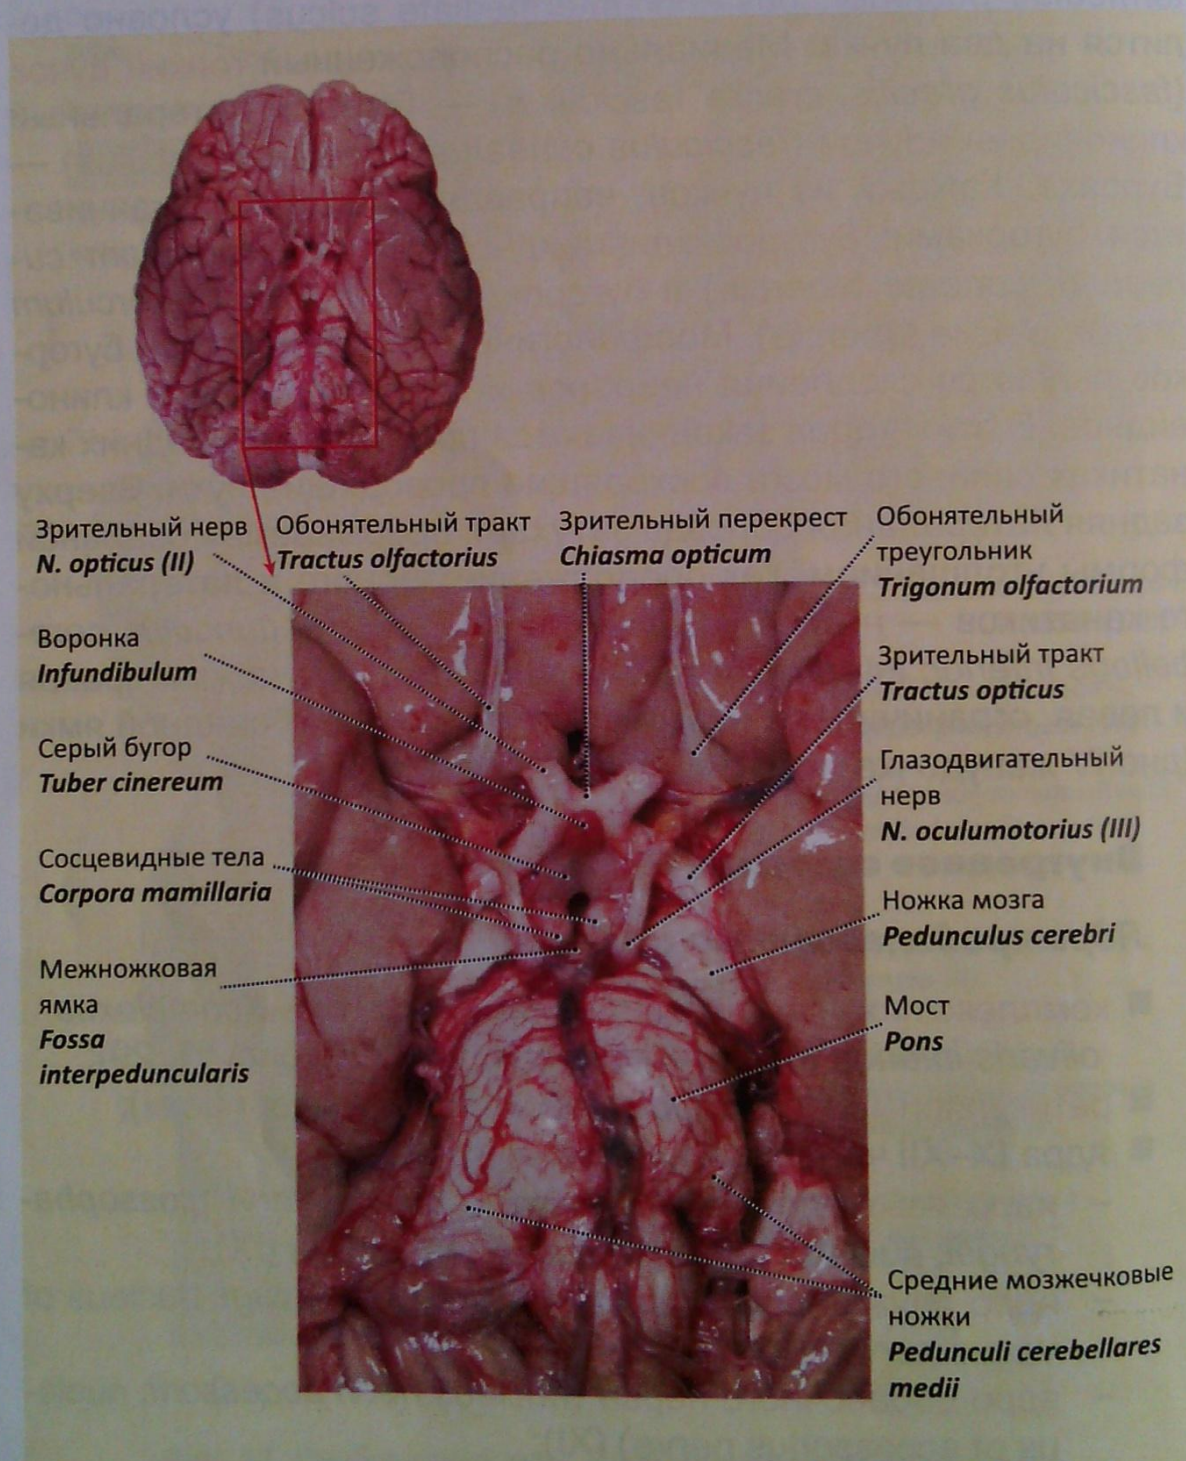 Зрительный нерв
N. opticus (II)
Обонятельный тракт
Tractus olfactorius
Зрительный перекрест
Chiasma opticum
Обонятельный
треугольник
Trigonum olfactorium
Воронка
Infundibulum
Зрительный тракт
Tractus opticus
Серый бугор
Tuber cinereum
Глазодвигательный
нерв
N. oculumotorius (III)
Сосцевидные тела
Corpora mamillaria
Ножка мозга
Pedunculus cerebri
Межножковая
ямка
Fossa
interpeduncularis
Мост
Pons
Средние мозжечковые
ножки
Pedunculi cerebellares
medii